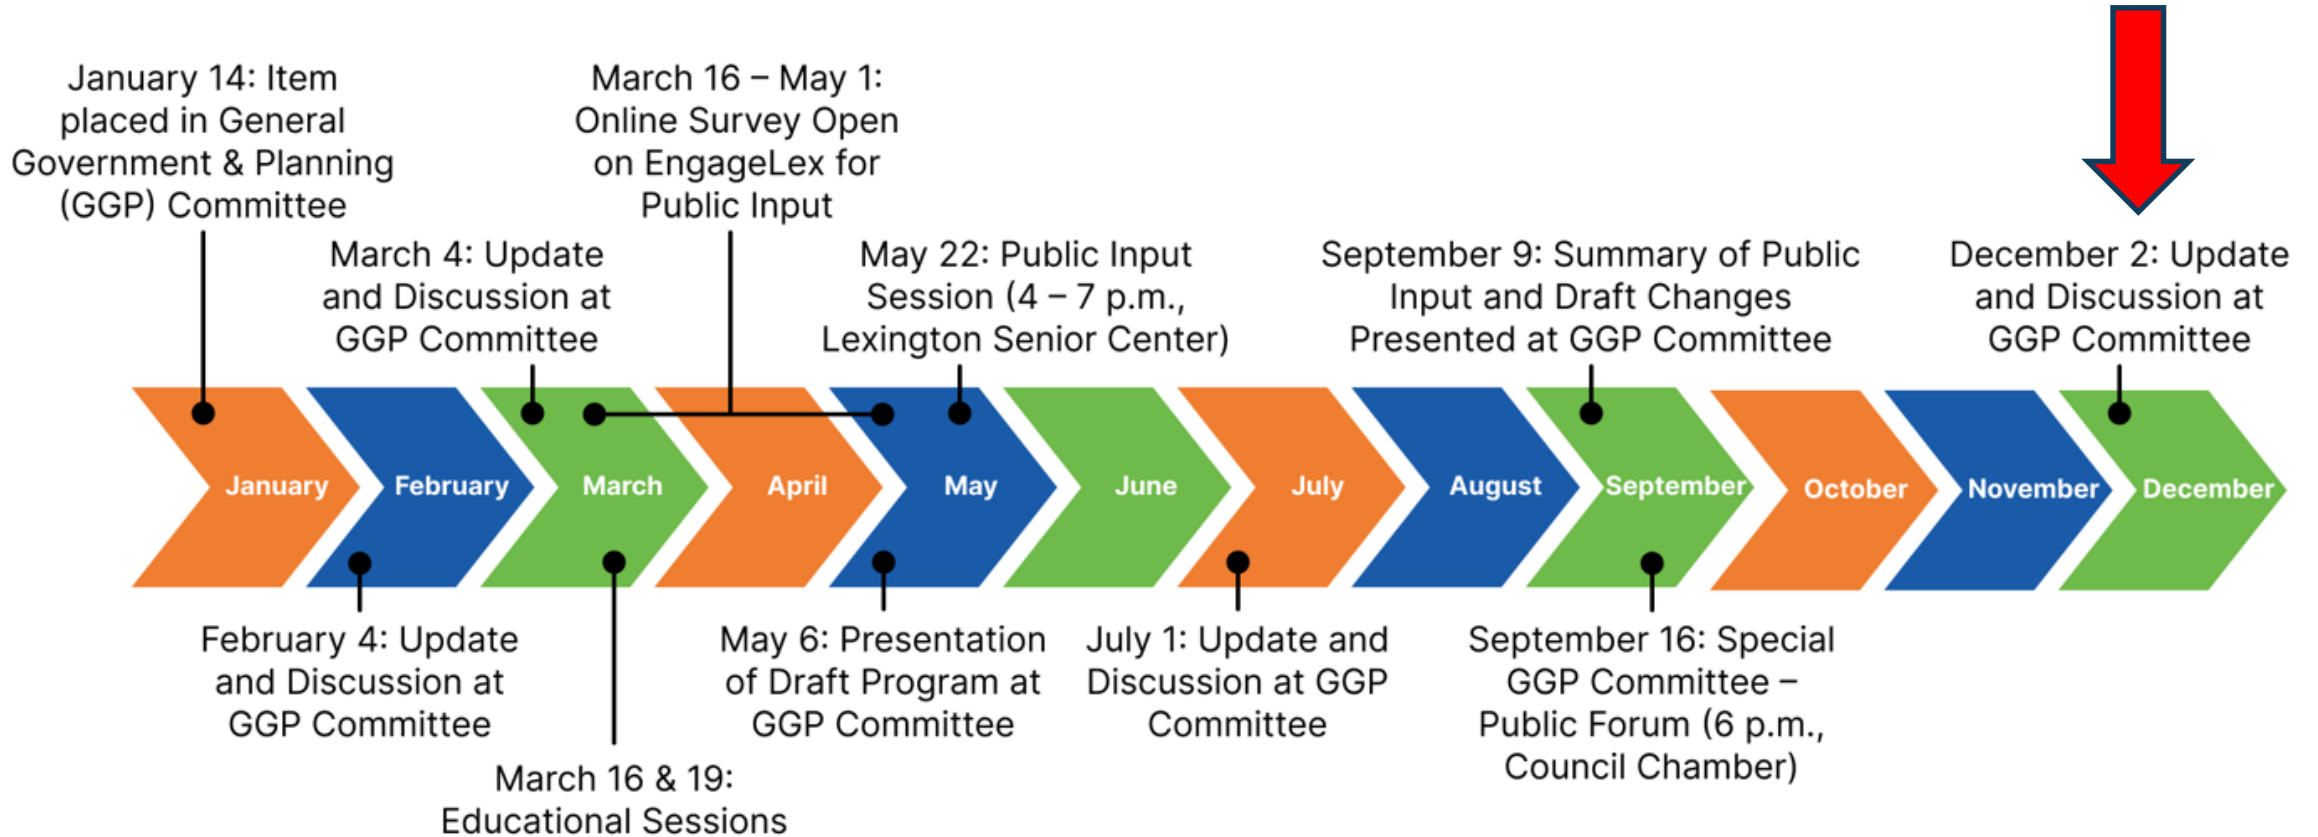 January 14: Item
placed in General
Government & Planning
(GGP) Committee
March 16 – May 1:
Online Survey Open
on EngageLex for
Public Input
March 4: Update
and Discussion at
GGP Committee
May 22: Public Input
Session (4 – 7 p.m.,
Lexington Senior Center)
September 9: Summary of Public
Input and Draft Changes
Presented at GGP Committee
December 2: Update
and Discussion at
GGP Committee
January
February
March
April
May
June
July
August
September
October
November
December
February 4: Update
and Discussion at
GGP Committee
March 16 & 19:
Educational Sessions
May 6: Presentation
of Draft Program at
GGP Committee
July 1: Update and
Discussion at GGP
Committee
September 16: Special
GGP Committee –
Public Forum (6 p.m.,
Council Chamber)